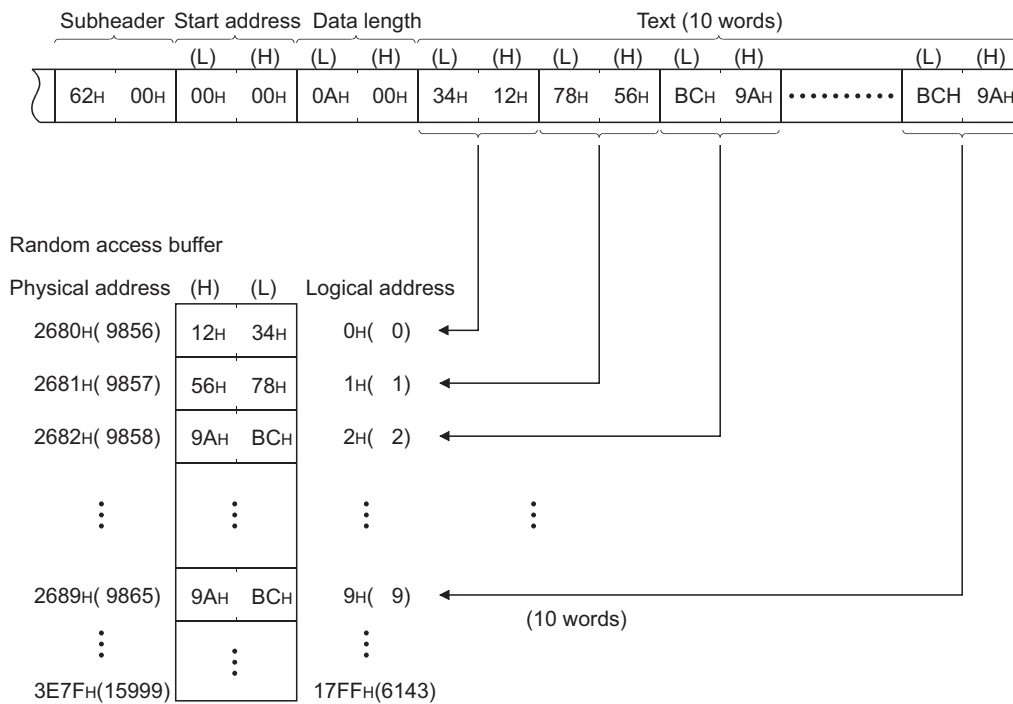 Subheader Start address Data length Text (10 words)
(L) (H) (L) (H) (L) (H) (L) (H) (L) (H) (L) (H)
62H 00H 00H 00H 0AH 00H 34H 12H 78H 56H BCH 9AH •••••••••• BCH 9AH
Random access buffer
Physical address (H) (L) Logical address
2680H( 9856) 12H 34H 0H( 0)
2681H( 9857) 56H 78H 1H( 1)
2682H( 9858) 9AH BCH 2H( 2)
2689H( 9865) 9AH BCH 9H( 9)
(10 words)
3E7FH(15999) 17FFH(6143)